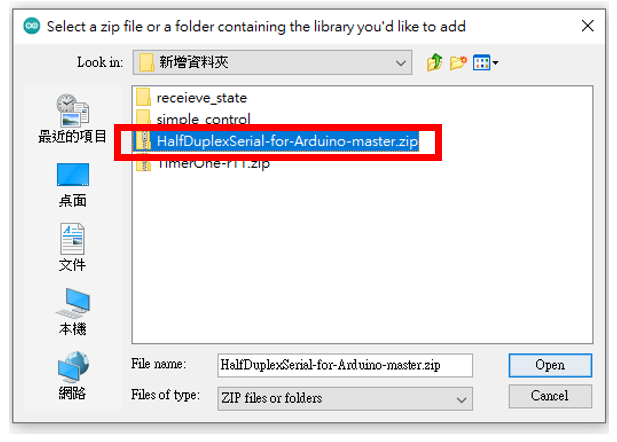 Select a zip file or a folder containing the library you'd like to add
Look in: 新增資料夾
receieve_state
simple_control
HalfDuplexSerial-for-Arduino-master.zip
TimerOne-r11.zip
最近的項目
桌面
文件
本機
網路
File name: HalfDuplexSerial-for-Arduino-master.zip Open
Files of type: ZIP files or folders Cancel